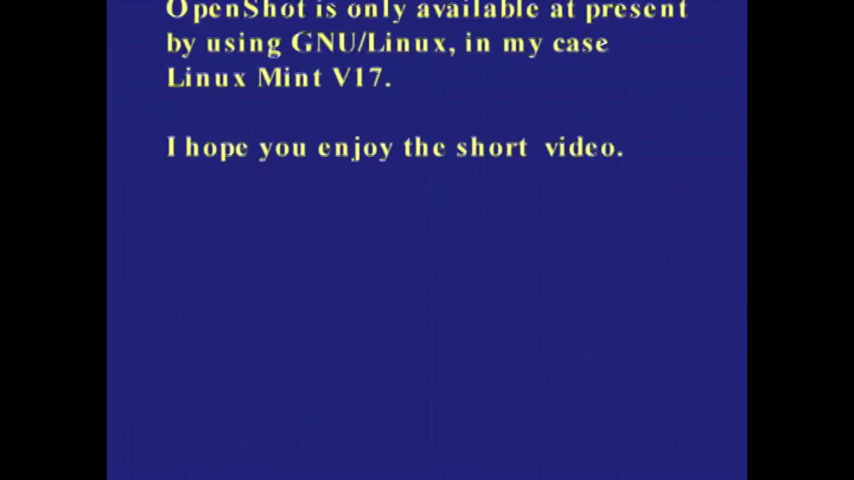 OpenShot is only available at present
by using GNU/Linux, in my case
Linux Mint V17.
I hope you enjoy the short video.